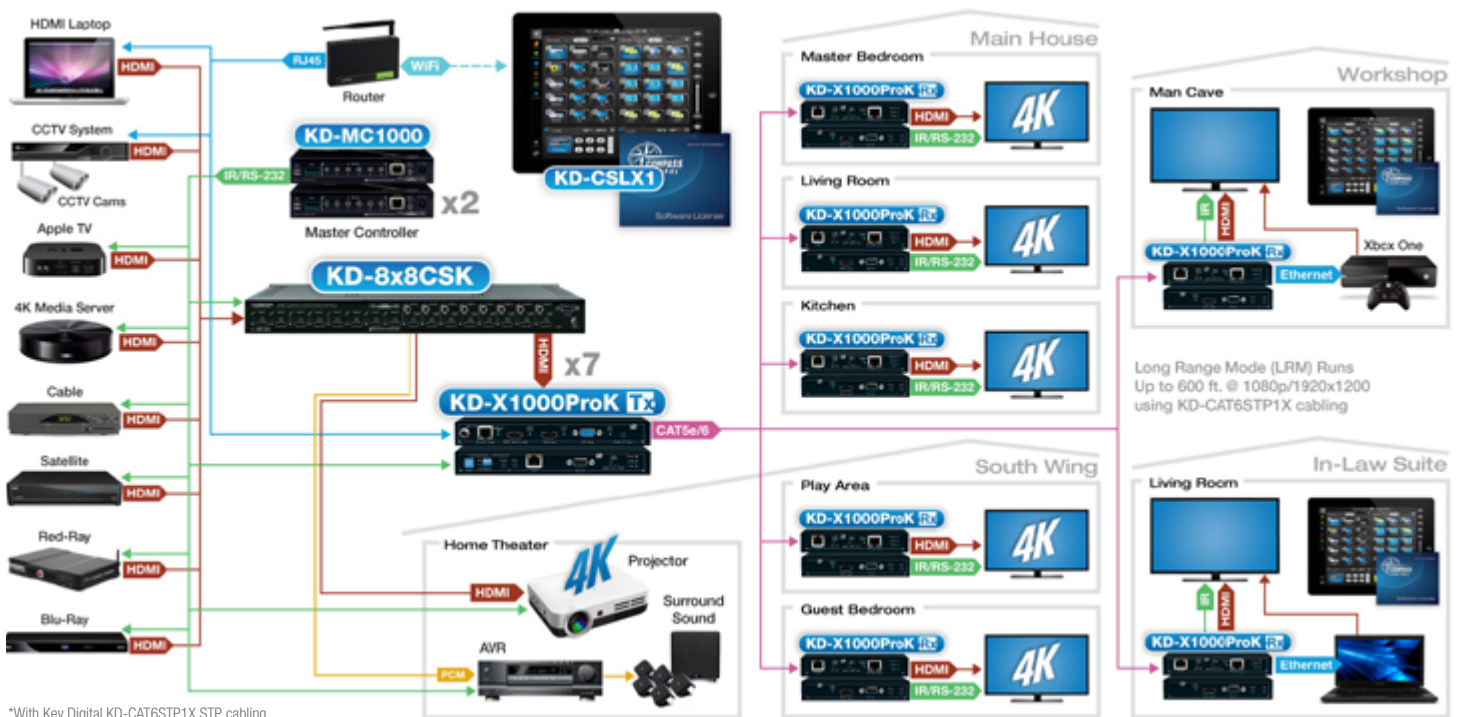 HDMI Laptop
HDMI
CCTV System
HDMI
CCTV Cams
Apple TV
HDMI
4K Media Server
HDMI
Cable
HDMI
Satellite
HDMI
Red-Ray
HDMI
Blu-Ray
HDMI
*With Key Digital KD-CAT6STP1X STP cabling
RJ45
Router
WiFi
KD-MC1000
IR/RS-232
x2
Master Controller
KD-CSLX1
COMPASS
Software License
KD-8x8CSK
HDMI
x7
KD-X1000ProK Tx
CAT5e/6
Home Theater
HDMI
4K
Projector
Surround
Sound
AVR
PCM
Main House
Master Bedroom
KD-X1000ProK Rx
HDMI
IR/RS-232
4K
Living Room
KD-X1000ProK Rx
HDMI
IR/RS-232
4K
Kitchen
KD-X1000ProK Rx
HDMI
IR/RS-232
4K
South Wing
Play Area
KD-X1000ProK Rx
HDMI
IR/RS-232
4K
Guest Bedroom
KD-X1000ProK Rx
HDMI
IR/RS-232
4K
Workshop
Man Cave
IR
HDMI
KD-X1000ProK Rx
Ethernet
Xbox One
Long Range Mode (LRM) Runs
Up to 600 ft. @ 1080p/1920x1200
using KD-CAT6STP1X cabling
In-Law Suite
Living Room
IR
HDMI
KD-X1000ProK Rx
Ethernet